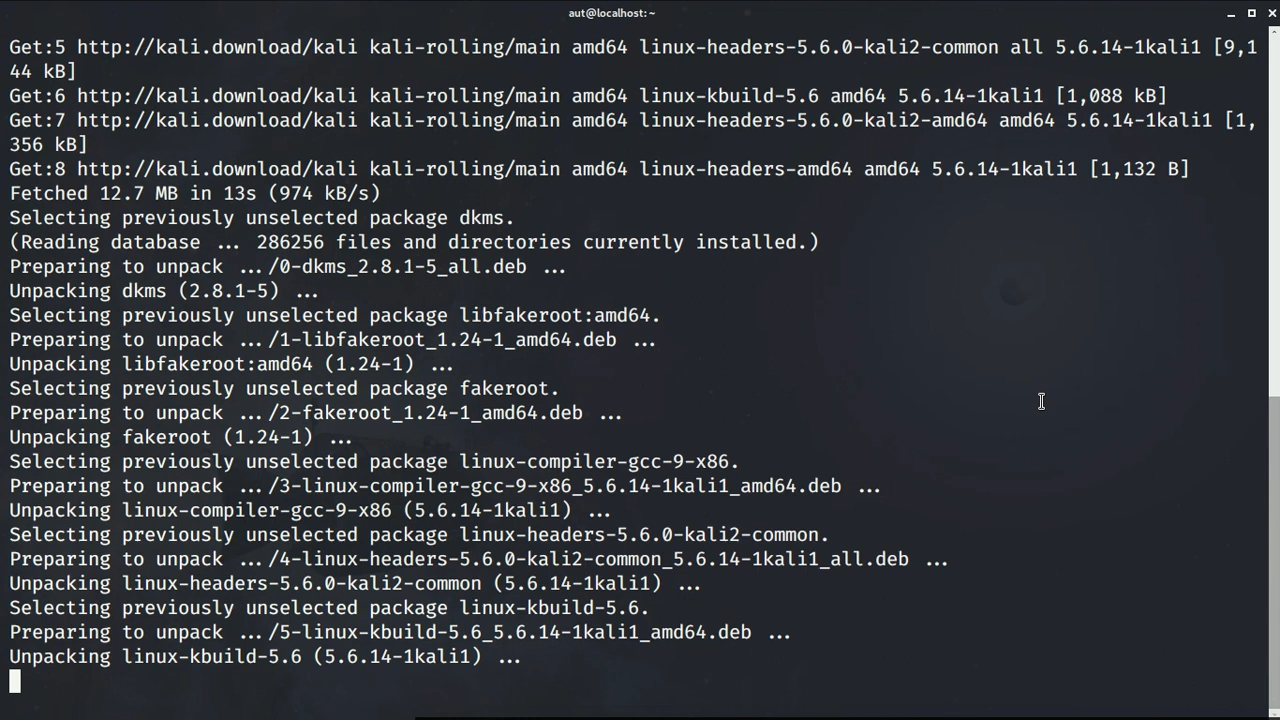 aut@localhost:~
Get:5 http://kali.download/kali kali-rolling/main amd64 linux-headers-5.6.0-kali2-common all 5.6.14-1kali1 [9,1
44 kB]
Get:6 http://kali.download/kali kali-rolling/main amd64 linux-kbuild-5.6 amd64 5.6.14-1kali1 [1,088 kB]
Get:7 http://kali.download/kali kali-rolling/main amd64 linux-headers-5.6.0-kali2-amd64 amd64 5.6.14-1kali1 [1,
356 kB]
Get:8 http://kali.download/kali kali-rolling/main amd64 linux-headers-amd64 amd64 5.6.14-1kali1 [1,132 B]
Fetched 12.7 MB in 13s (974 kB/s)
Selecting previously unselected package dkms.
(Reading database ... 286256 files and directories currently installed.)
Preparing to unpack .../0-dkms_2.8.1-5_all.deb ...
Unpacking dkms (2.8.1-5) ...
Selecting previously unselected package libfakeroot:amd64.
Preparing to unpack .../1-libfakeroot_1.24-1_amd64.deb ...
Unpacking libfakeroot:amd64 (1.24-1) ...
Selecting previously unselected package fakeroot.
Preparing to unpack .../2-fakeroot_1.24-1_amd64.deb ...
Unpacking fakeroot (1.24-1) ...
Selecting previously unselected package linux-compiler-gcc-9-x86.
Preparing to unpack .../3-linux-compiler-gcc-9-x86_5.6.14-1kali1_amd64.deb ...
Unpacking linux-compiler-gcc-9-x86 (5.6.14-1kali1) ...
Selecting previously unselected package linux-headers-5.6.0-kali2-common.
Preparing to unpack .../4-linux-headers-5.6.0-kali2-common_5.6.14-1kali1_all.deb ...
Unpacking linux-headers-5.6.0-kali2-common (5.6.14-1kali1) ...
Selecting previously unselected package linux-kbuild-5.6.
Preparing to unpack .../5-linux-kbuild-5.6_5.6.14-1kali1_amd64.deb ...
Unpacking linux-kbuild-5.6 (5.6.14-1kali1) ...